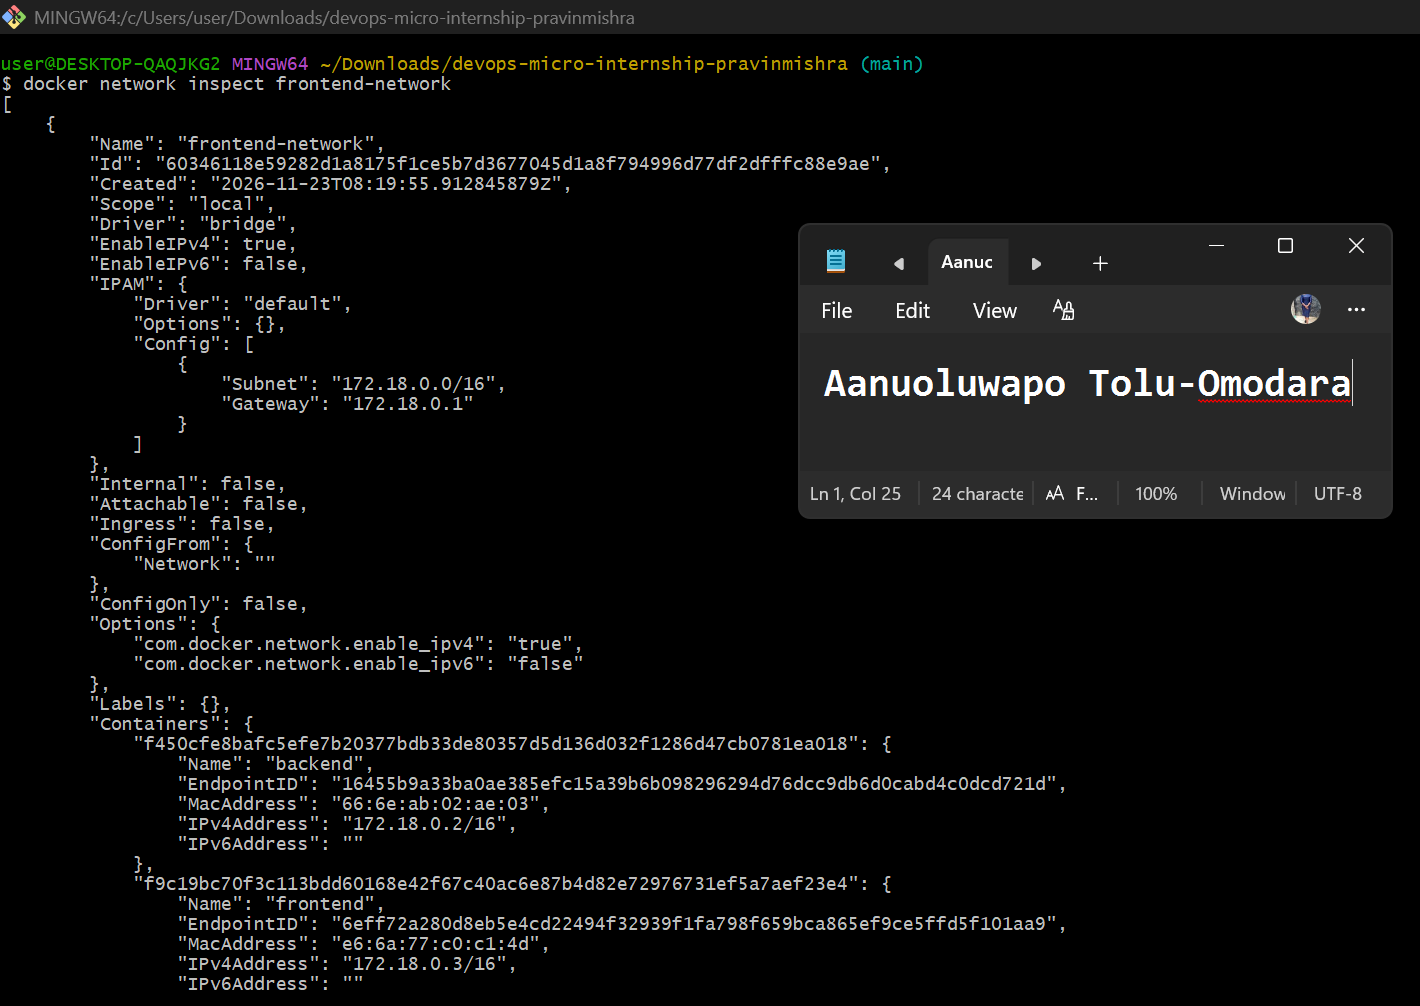 MINGW64:/c/Users/user/Downloads/devops-micro-internship-pravinmishra
user@DESKTOP-QAQJKG2 MINGW64 ~/Downloads/devops-micro-internship-pravinmishra (main)
$ docker network inspect frontend-network
[
    {
        "Name": "frontend-network",
        "Id": "60346118e59282d1a8175f1ce5b7d3677045d1a8f794996d77df2dfffc88e9ae",
        "Created": "2026-11-23T08:19:55.912845879Z",
        "Scope": "local",
        "Driver": "bridge",
        "EnableIPv4": true,
        "EnableIPv6": false,
        "IPAM": {
            "Driver": "default",
            "Options": {},
            "Config": [
                {
                    "Subnet": "172.18.0.0/16",
                    "Gateway": "172.18.0.1"
                }
            ]
        },
        "Internal": false,
        "Attachable": false,
        "Ingress": false,
        "ConfigFrom": {
            "Network": ""
        },
        "ConfigOnly": false,
        "Options": {
            "com.docker.network.enable_ipv4": "true",
            "com.docker.network.enable_ipv6": "false"
        },
        "Labels": {},
        "Containers": {
            "f450cfe8bafc5efe7b20377bdb33de80357d5d136d032f1286d47cb0781ea018": {
                "Name": "backend",
                "EndpointID": "16455b9a33ba0ae385efc15a39b6b098296294d76dcc9db6d0cabd4c0dcd721d",
                "MacAddress": "66:6e:ab:02:ae:03",
                "IPv4Address": "172.18.0.2/16",
                "IPv6Address": ""
            },
            "f9c19bc70f3c113bdd60168e42f67c40ac6e87b4d82e72976731ef5a7aef23e4": {
                "Name": "frontend",
                "EndpointID": "6eff72a280d8eb5e4cd22494f32939f1fa798f659bca865ef9ce5ffd5f101aa9",
                "MacAddress": "e6:6a:77:c0:c1:4d",
                "IPv4Address": "172.18.0.3/16",
                "IPv6Address": ""
Aanuc
File Edit View
Aanuoluwapo Tolu-Omodara
Ln 1, Col 25 24 characte F... 100% Window UTF-8